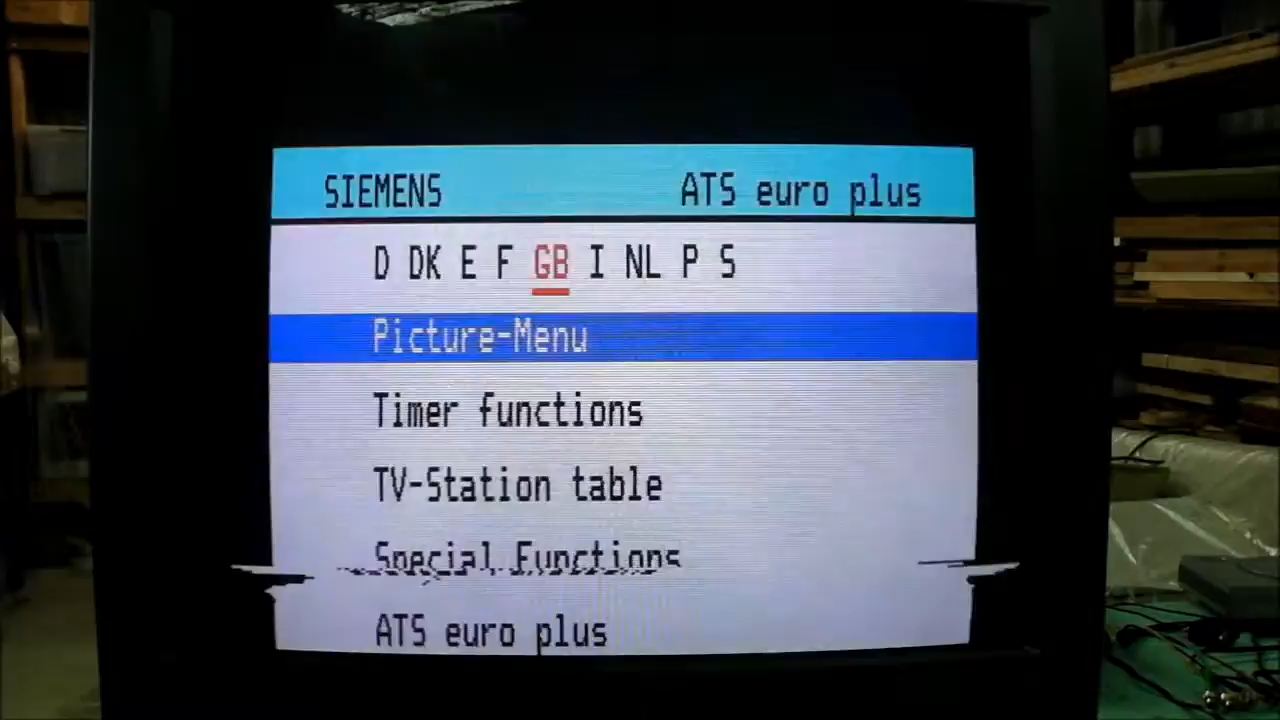 SIEMENS ATS euro plus
D DK E F GB I NL P S
Picture-Menu
Timer functions
TV-Station table
Special Functions
ATS euro plus